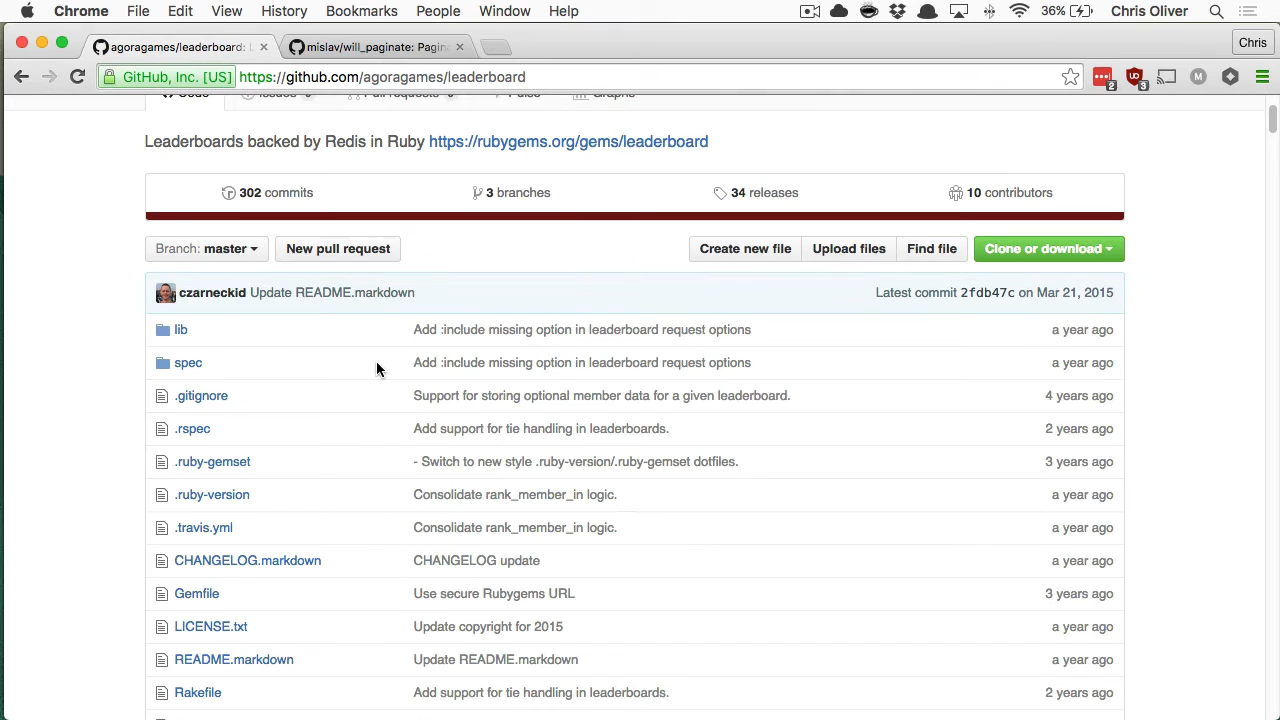 Chrome File Edit View History Bookmarks People Window Help 36% Chris Oliver
agoragames/leaderboard: L mislav/will_paginate: Pagin Chris
GitHub, Inc. [US] https://github.com/agoragames/leaderboard 2 3 M
Code Issues Pull requests Pulse Graphs
Leaderboards backed by Redis in Ruby https://rubygems.org/gems/leaderboard
302 commits 3 branches 34 releases 10 contributors
Branch: master New pull request Create new file Upload files Find file Clone or download
czarneckid Update README.markdown Latest commit 2fdb47c on Mar 21, 2015
lib Add :include missing option in leaderboard request options a year ago
spec Add :include missing option in leaderboard request options a year ago
.gitignore Support for storing optional member data for a given leaderboard. 4 years ago
.rspec Add support for tie handling in leaderboards. 2 years ago
.ruby-gemset - Switch to new style .ruby-version/.ruby-gemset dotfiles. 3 years ago
.ruby-version Consolidate rank_member_in logic. a year ago
.travis.yml Consolidate rank_member_in logic. a year ago
CHANGELOG.markdown CHANGELOG update a year ago
Gemfile Use secure Rubygems URL 3 years ago
LICENSE.txt Update copyright for 2015 a year ago
README.markdown Update README.markdown a year ago
Rakefile Add support for tie handling in leaderboards. 2 years ago